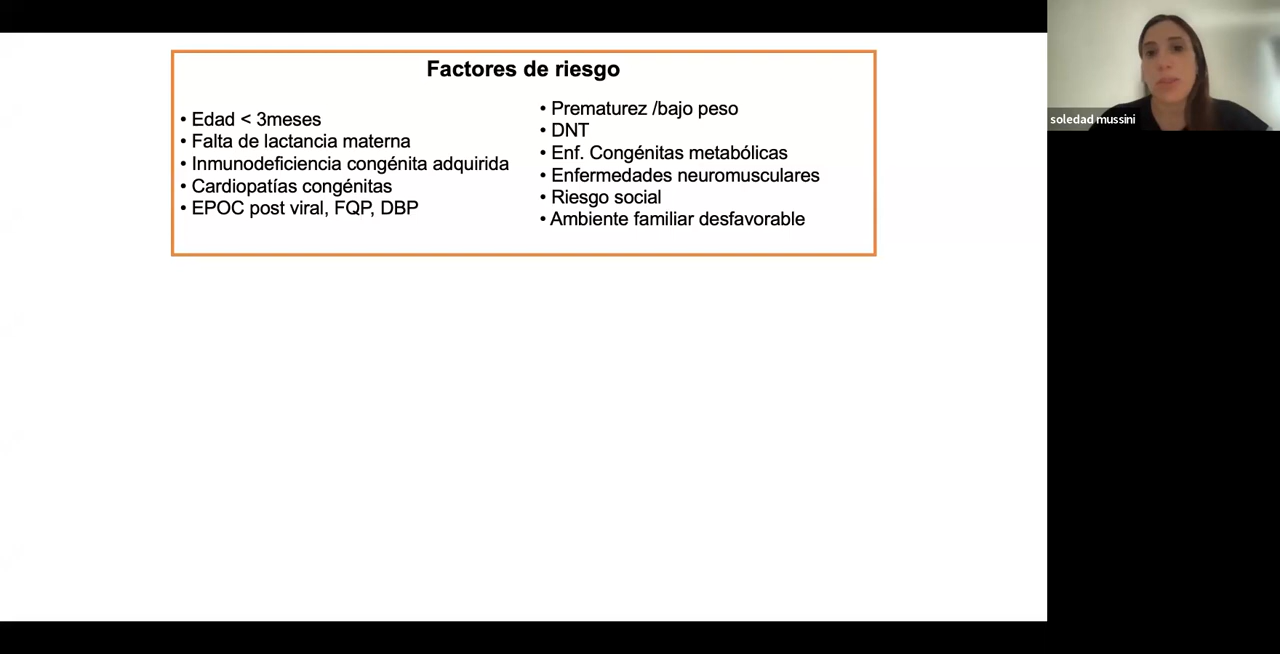 Factores de riesgo
• Edad < 3meses
• Falta de lactancia materna
• Inmunodeficiencia congénita adquirida
• Cardiopatías congénitas
• EPOC post viral, FQP, DBP
• Prematurez /bajo peso
• DNT
• Enf. Congénitas metabólicas
• Enfermedades neuromusculares
• Riesgo social
• Ambiente familiar desfavorable
soledad mussini